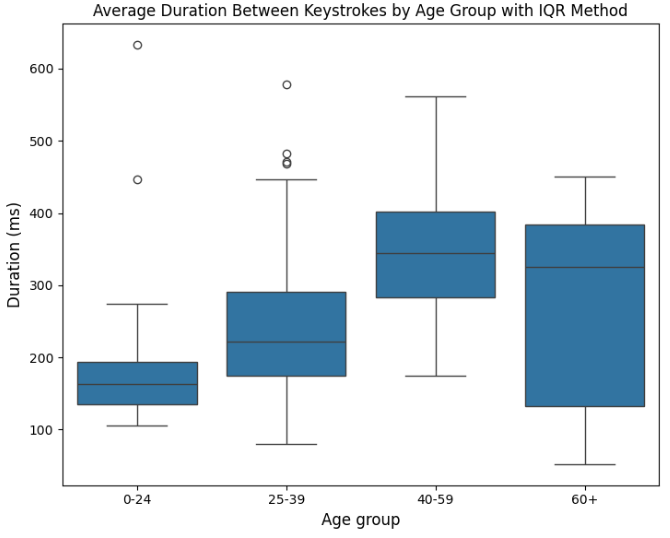 Average Duration Between Keystrokes by Age Group with IQR Method
600
500
400
300
200
100
Duration (ms)
0-24 25-39 40-59 60+
Age group